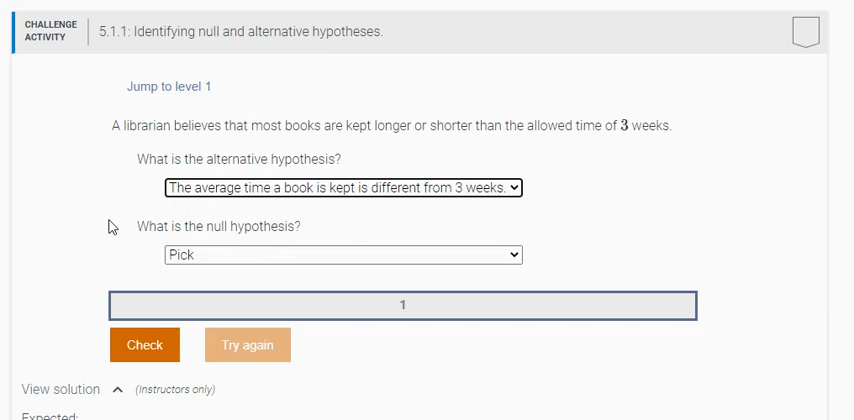 CHALLENGE
ACTIVITY
5.1.1: Identifying null and alternative hypotheses.
Jump to level 1
A librarian believes that most books are kept longer or shorter than the allowed time of 3 weeks.
What is the alternative hypothesis?
The average time a book is kept is different from 3 weeks.
What is the null hypothesis?
Pick
1
Check
Try again
View solution
(Instructors only)
Expected: